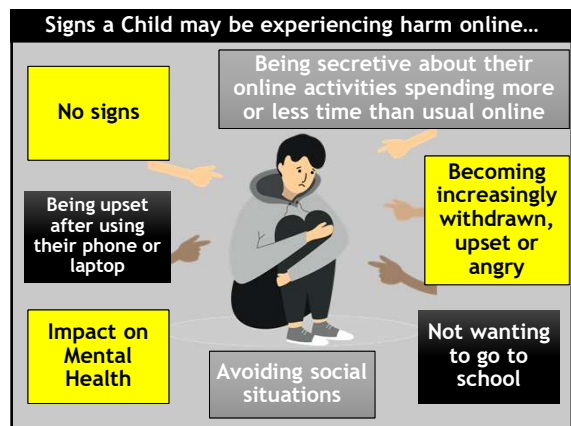 Signs a Child may be experiencing harm online…
Being secretive about their
online activities spending more
or less time than usual online
No signs
Becoming
increasingly
withdrawn,
upset or
angry
Being upset
after using
their phone or
laptop
Impact on
Mental
Health
Avoiding social
situations
Not wanting
to go to
school